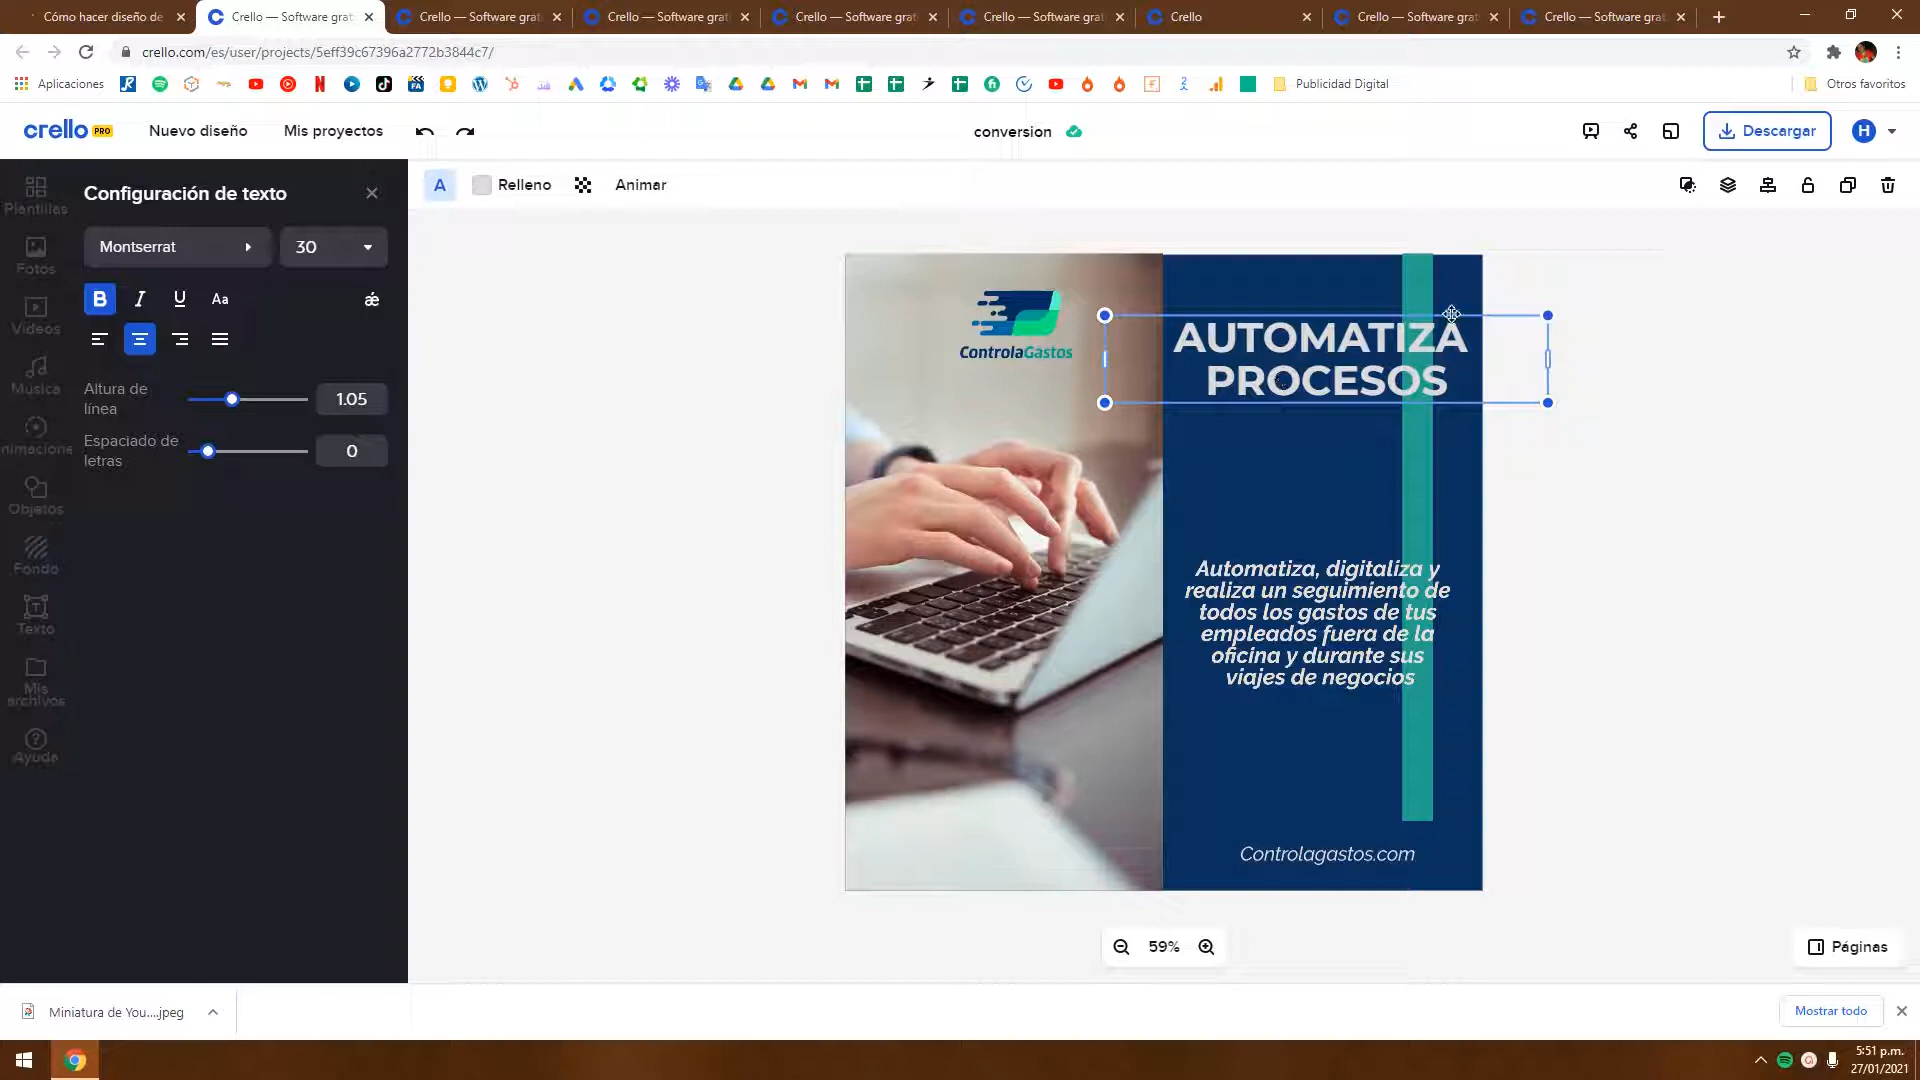 Cómo hacer diseño de
Crello — Software grat
Crello — Software grat
Crello — Software grat
Crello — Software grat
Crello — Software grat
Crello
Crello — Software grat
Crello — Software grat
crello.com/es/user/projects/5eff39c67396a2772b3844c7/
Aplicaciones
Publicidad Digital
Otros favoritos
crello PRO
Nuevo diseño
Mis proyectos
conversion
Descargar
H
Plantillas
Fotos
Videos
Música
nimacione
Objetos
Fondo
Texto
Mis
archivos
Ayuda
Configuración de texto
Montserrat
30
B
I
U
Aa
æ
Altura de
línea
1.05
Espaciado de
letras
0
A
Relleno
Animar
ControlaGastos
AUTOMATIZA
PROCESOS
Automatiza, digitaliza y
realiza un seguimiento de
todos los gastos de tus
empleados fuera de la
oficina y durante sus
viajes de negocios
Controlagastos.com
59%
Páginas
Miniatura de You....jpeg
Mostrar todo
5:51 p.m.
27/01/2021